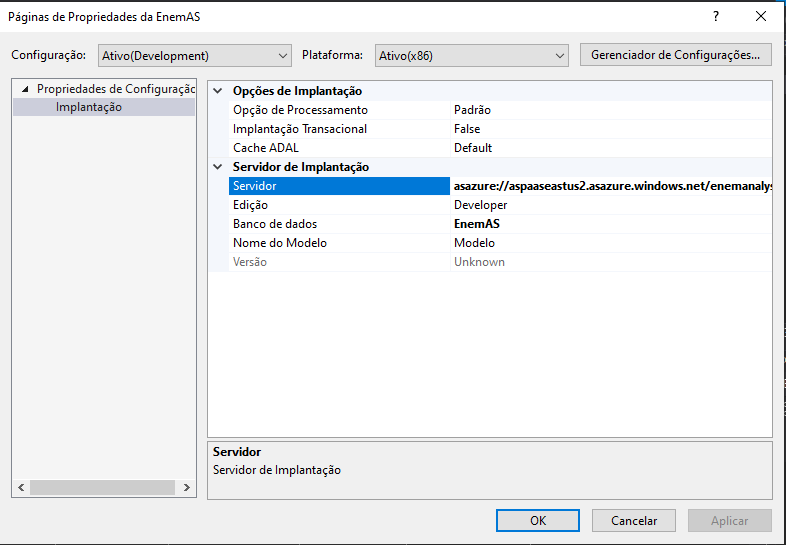 Páginas de Propriedades da EnemAS
Configuração: Ativo(Development) Plataforma: Ativo(x86) Gerenciador de Configurações...
Propriedades de Configuração
Implantação
Opções de Implantação
Opção de Processamento Padrão
Implantação Transacional False
Cache ADAL Default
Servidor de Implantação
Servidor asazure://aspaaseastus2.asazure.windows.net/enemanalys
Edição Developer
Banco de dados EnemAS
Nome do Modelo Modelo
Versão Unknown
Servidor
Servidor de Implantação
OK Cancelar Aplicar